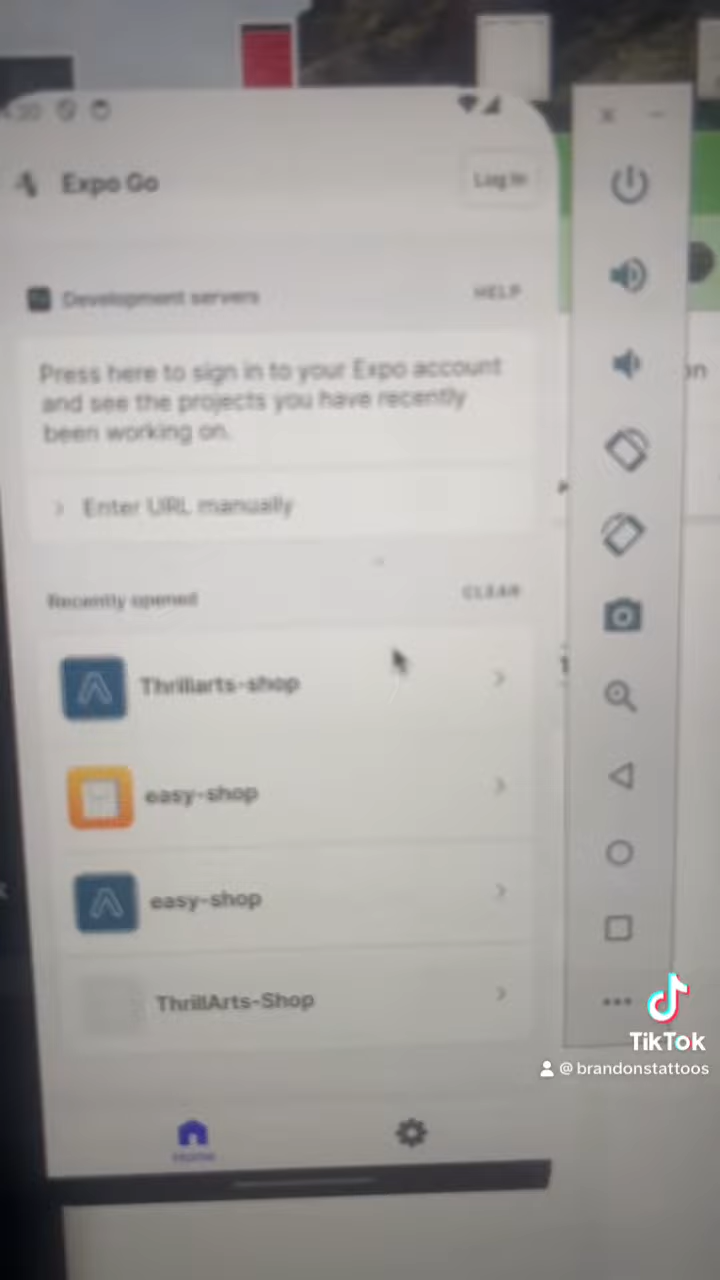 Expo Go
Log In
Development servers
HELP
Press here to sign in to your Expo account
and see the projects you have recently
been working on.
Enter URL manually
Recently opened
CLEAR
Thrillarts-shop
easy-shop
easy-shop
ThrillArts-Shop
Home
TikTok
@brandonstattoos